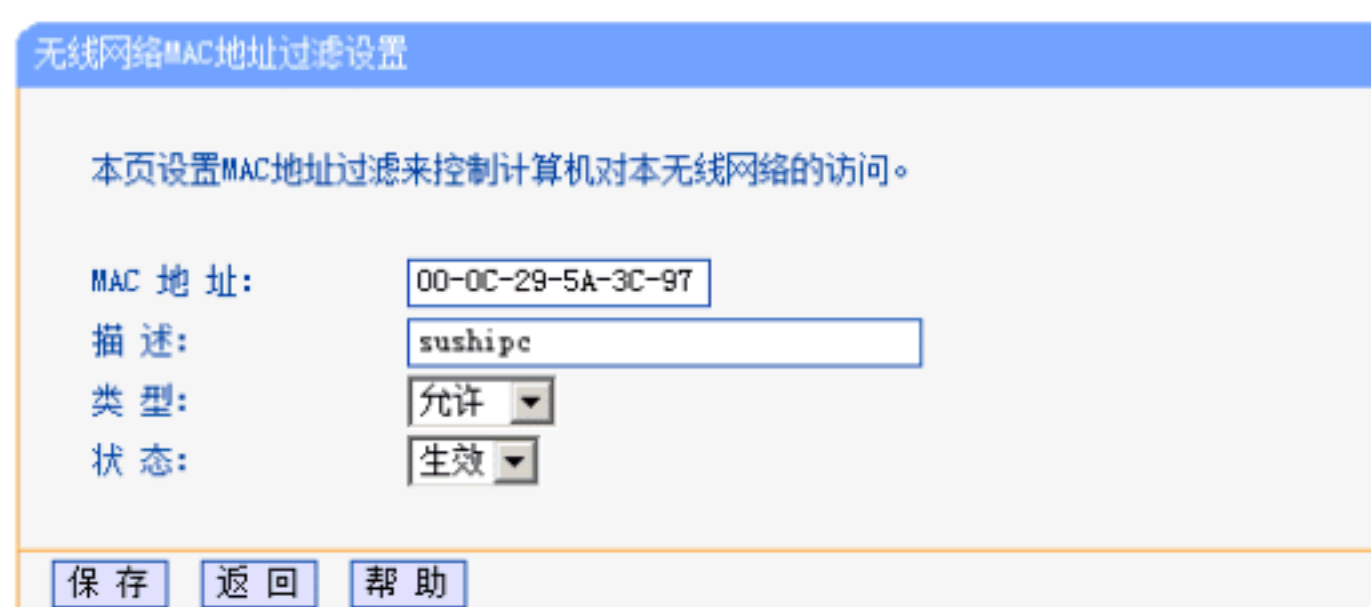 无线网络MAC地址过滤设置
本页设置MAC地址过滤来控制计算机对本无线网络的访问。
MAC 地 址: 00-0C-29-5A-3C-97
描 述: sushipc
类 型: 允许
状 态: 生效
保 存 返 回 帮 助